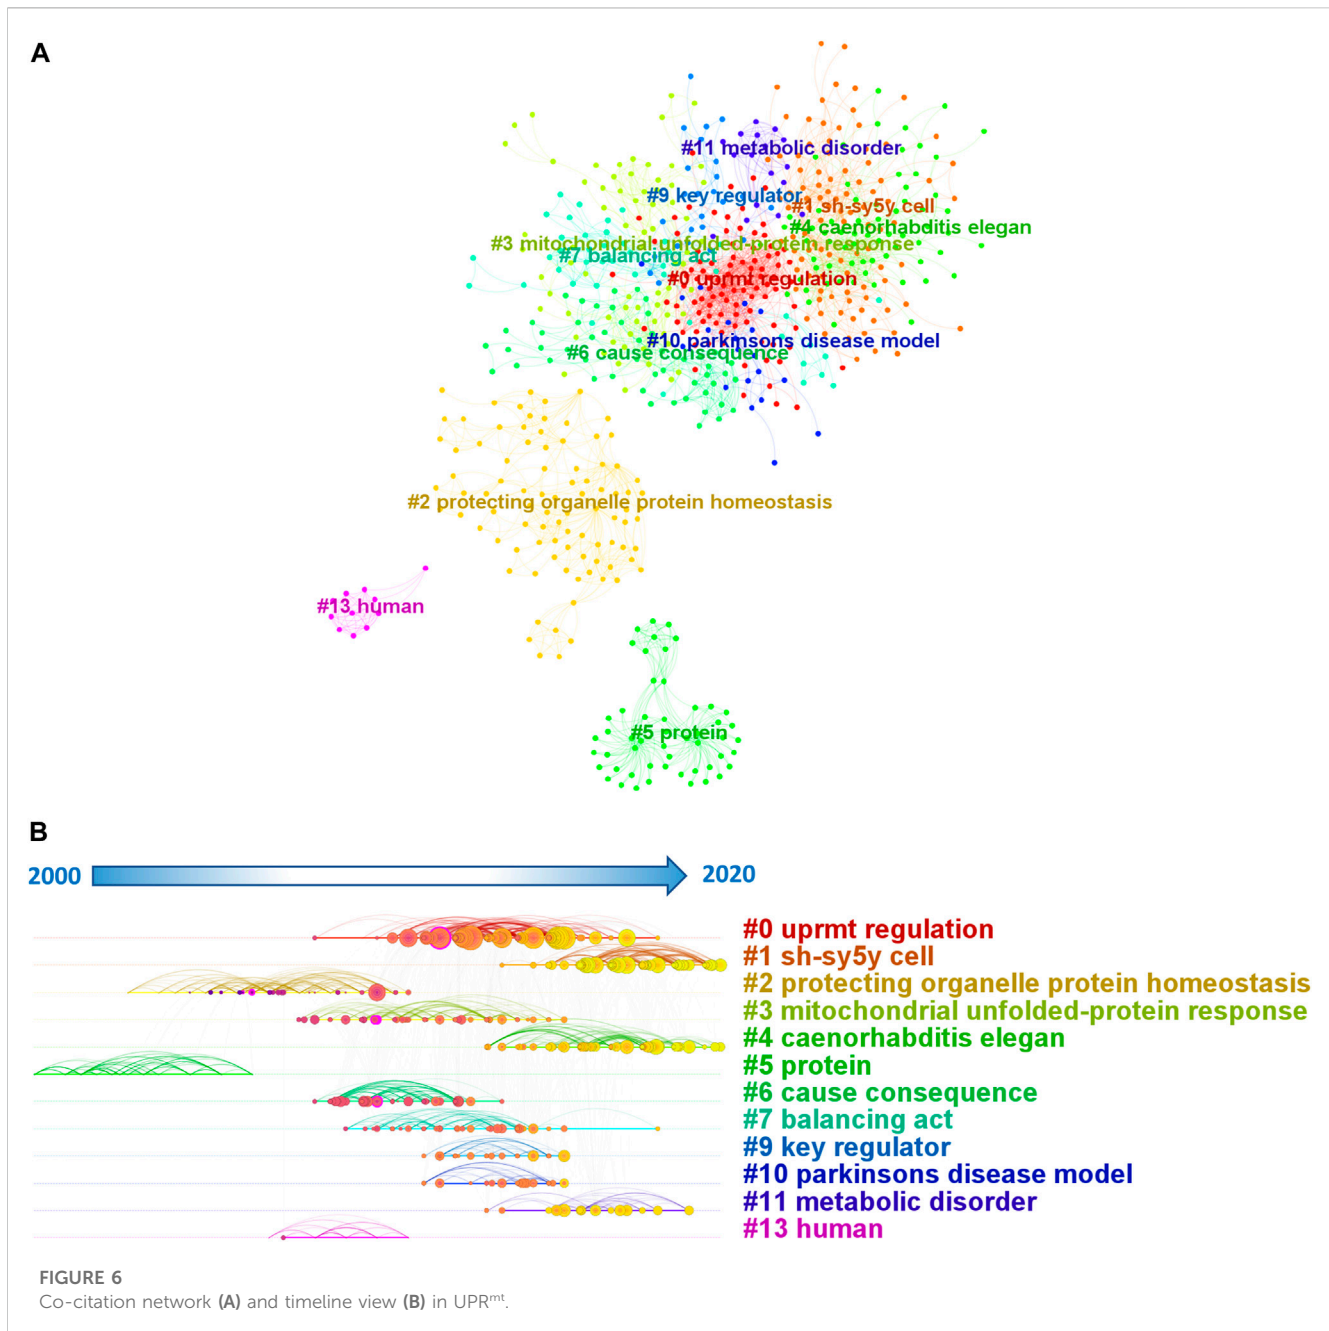 A
#11 metabolic disorder
#9 key regulator
#1 sh-sy5y cell
#4 caenorhabditis elegan
#3 mitochondrial unfolded-protein response
#7 balancing act
#0 uprmt regulation
#10 parkinsons disease model
#6 cause consequence
#2 protecting organelle protein homeostasis
#13 human
#5 protein
B
2000
2020
#0 uprmt regulation
#1 sh-sy5y cell
#2 protecting organelle protein homeostasis
#3 mitochondrial unfolded-protein response
#4 caenorhabditis elegan
#5 protein
#6 cause consequence
#7 balancing act
#9 key regulator
#10 parkinsons disease model
#11 metabolic disorder
#13 human
FIGURE 6
Co-citation network (A) and timeline view (B) in UPRᵐᵗ.